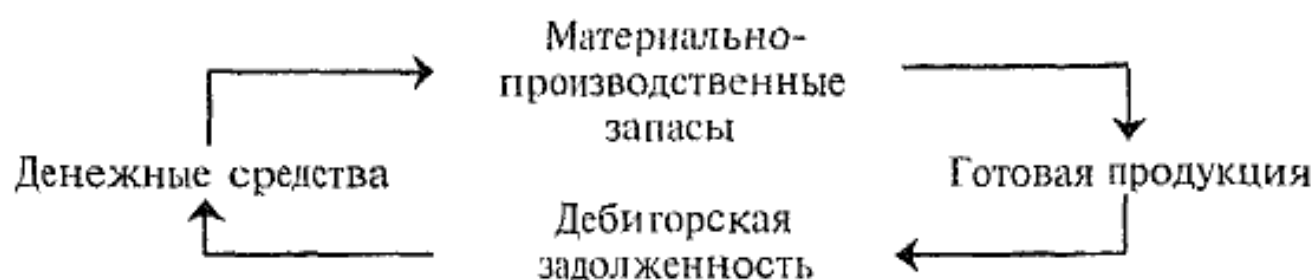 Материально-
производственные
запасы
Денежные средства
Готовая продукция
Дебиторская
задолженность